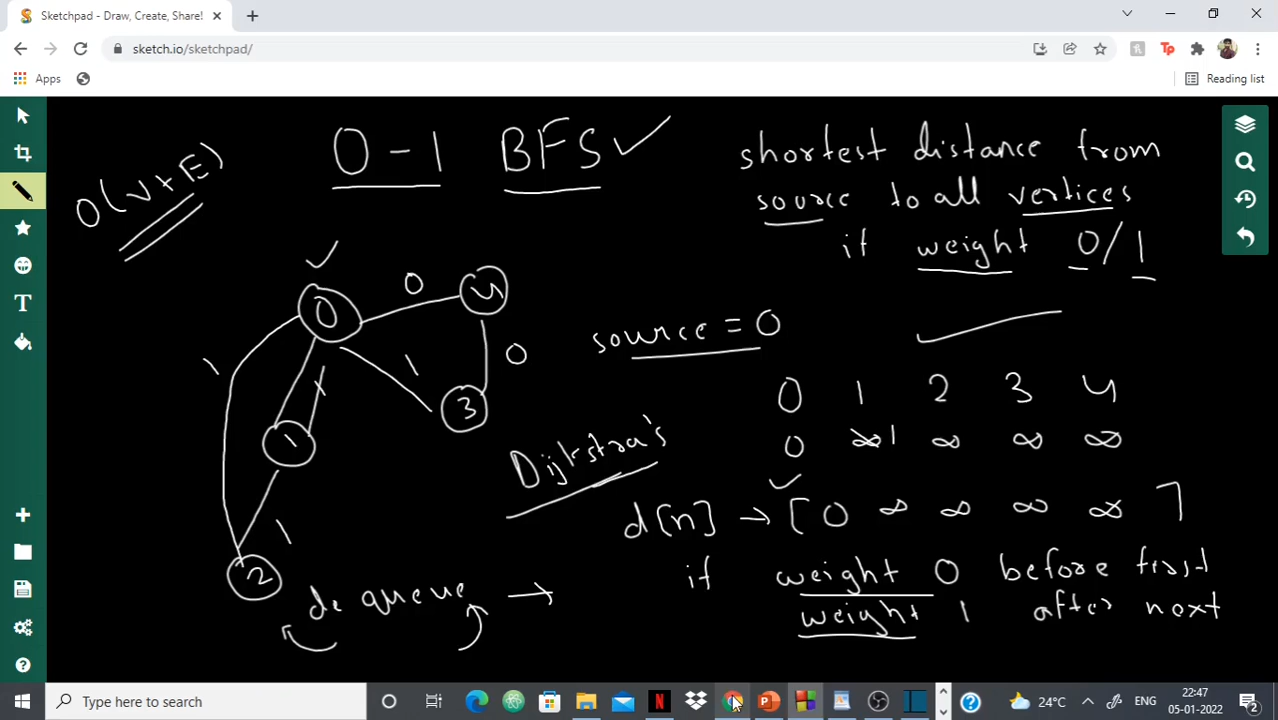 Sketchpad - Draw, Create, Share!
sketch.io/sketchpad/
Apps
Reading list
O(V+E)
0-1 BFS
shortest distance from
source to all vertices
if weight 0/1
0
0
4
1
1
1
0
3
1
1
2
source = 0
Dijkstra's
0 1 2 3 4
0 ∞ 1 ∞ ∞ ∞
d[n] → [0 ∞ ∞ ∞ ∞]
if weight 0 before first
weight 1 after next
de queue →
Type here to search
24°C
ENG
22:47
05-01-2022
2